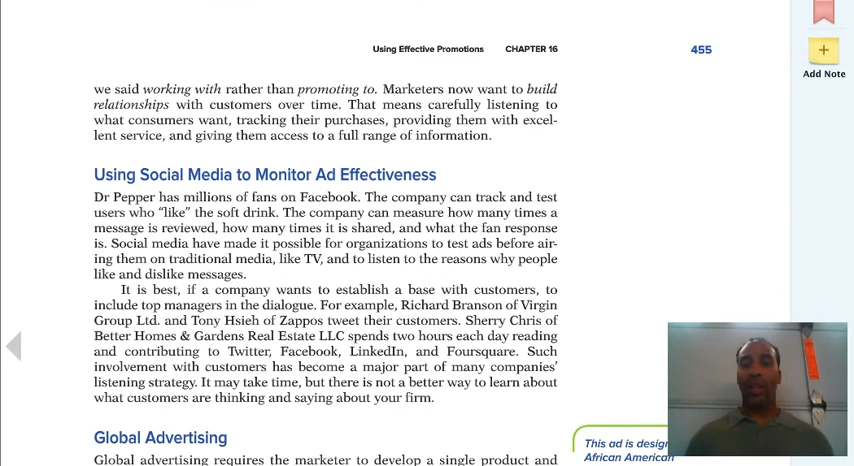 Using Effective Promotions CHAPTER 16 455
Add Note
we said working with rather than promoting to. Marketers now want to build
relationships with customers over time. That means carefully listening to
what consumers want, tracking their purchases, providing them with excel-
lent service, and giving them access to a full range of information.
Using Social Media to Monitor Ad Effectiveness
Dr Pepper has millions of fans on Facebook. The company can track and test
users who “like” the soft drink. The company can measure how many times a
message is reviewed, how many times it is shared, and what the fan response
is. Social media have made it possible for organizations to test ads before air-
ing them on traditional media, like TV, and to listen to the reasons why people
like and dislike messages.
It is best, if a company wants to establish a base with customers, to
include top managers in the dialogue. For example, Richard Branson of Virgin
Group Ltd. and Tony Hsieh of Zappos tweet their customers. Sherry Chris of
Better Homes & Gardens Real Estate LLC spends two hours each day reading
and contributing to Twitter, Facebook, LinkedIn, and Foursquare. Such
involvement with customers has become a major part of many companies’
listening strategy. It may take time, but there is not a better way to learn about
what customers are thinking and saying about your firm.
Global Advertising
Global advertising requires the marketer to develop a single product and
This ad is desig
African American